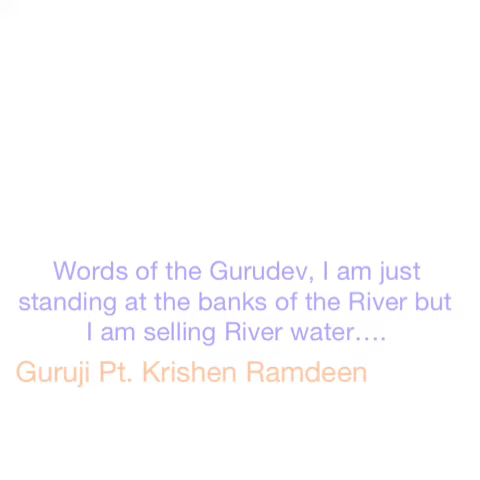 Words of the Gurudev, I am just
standing at the banks of the River but
I am selling River water....
Guruji Pt. Krishen Ramdeen